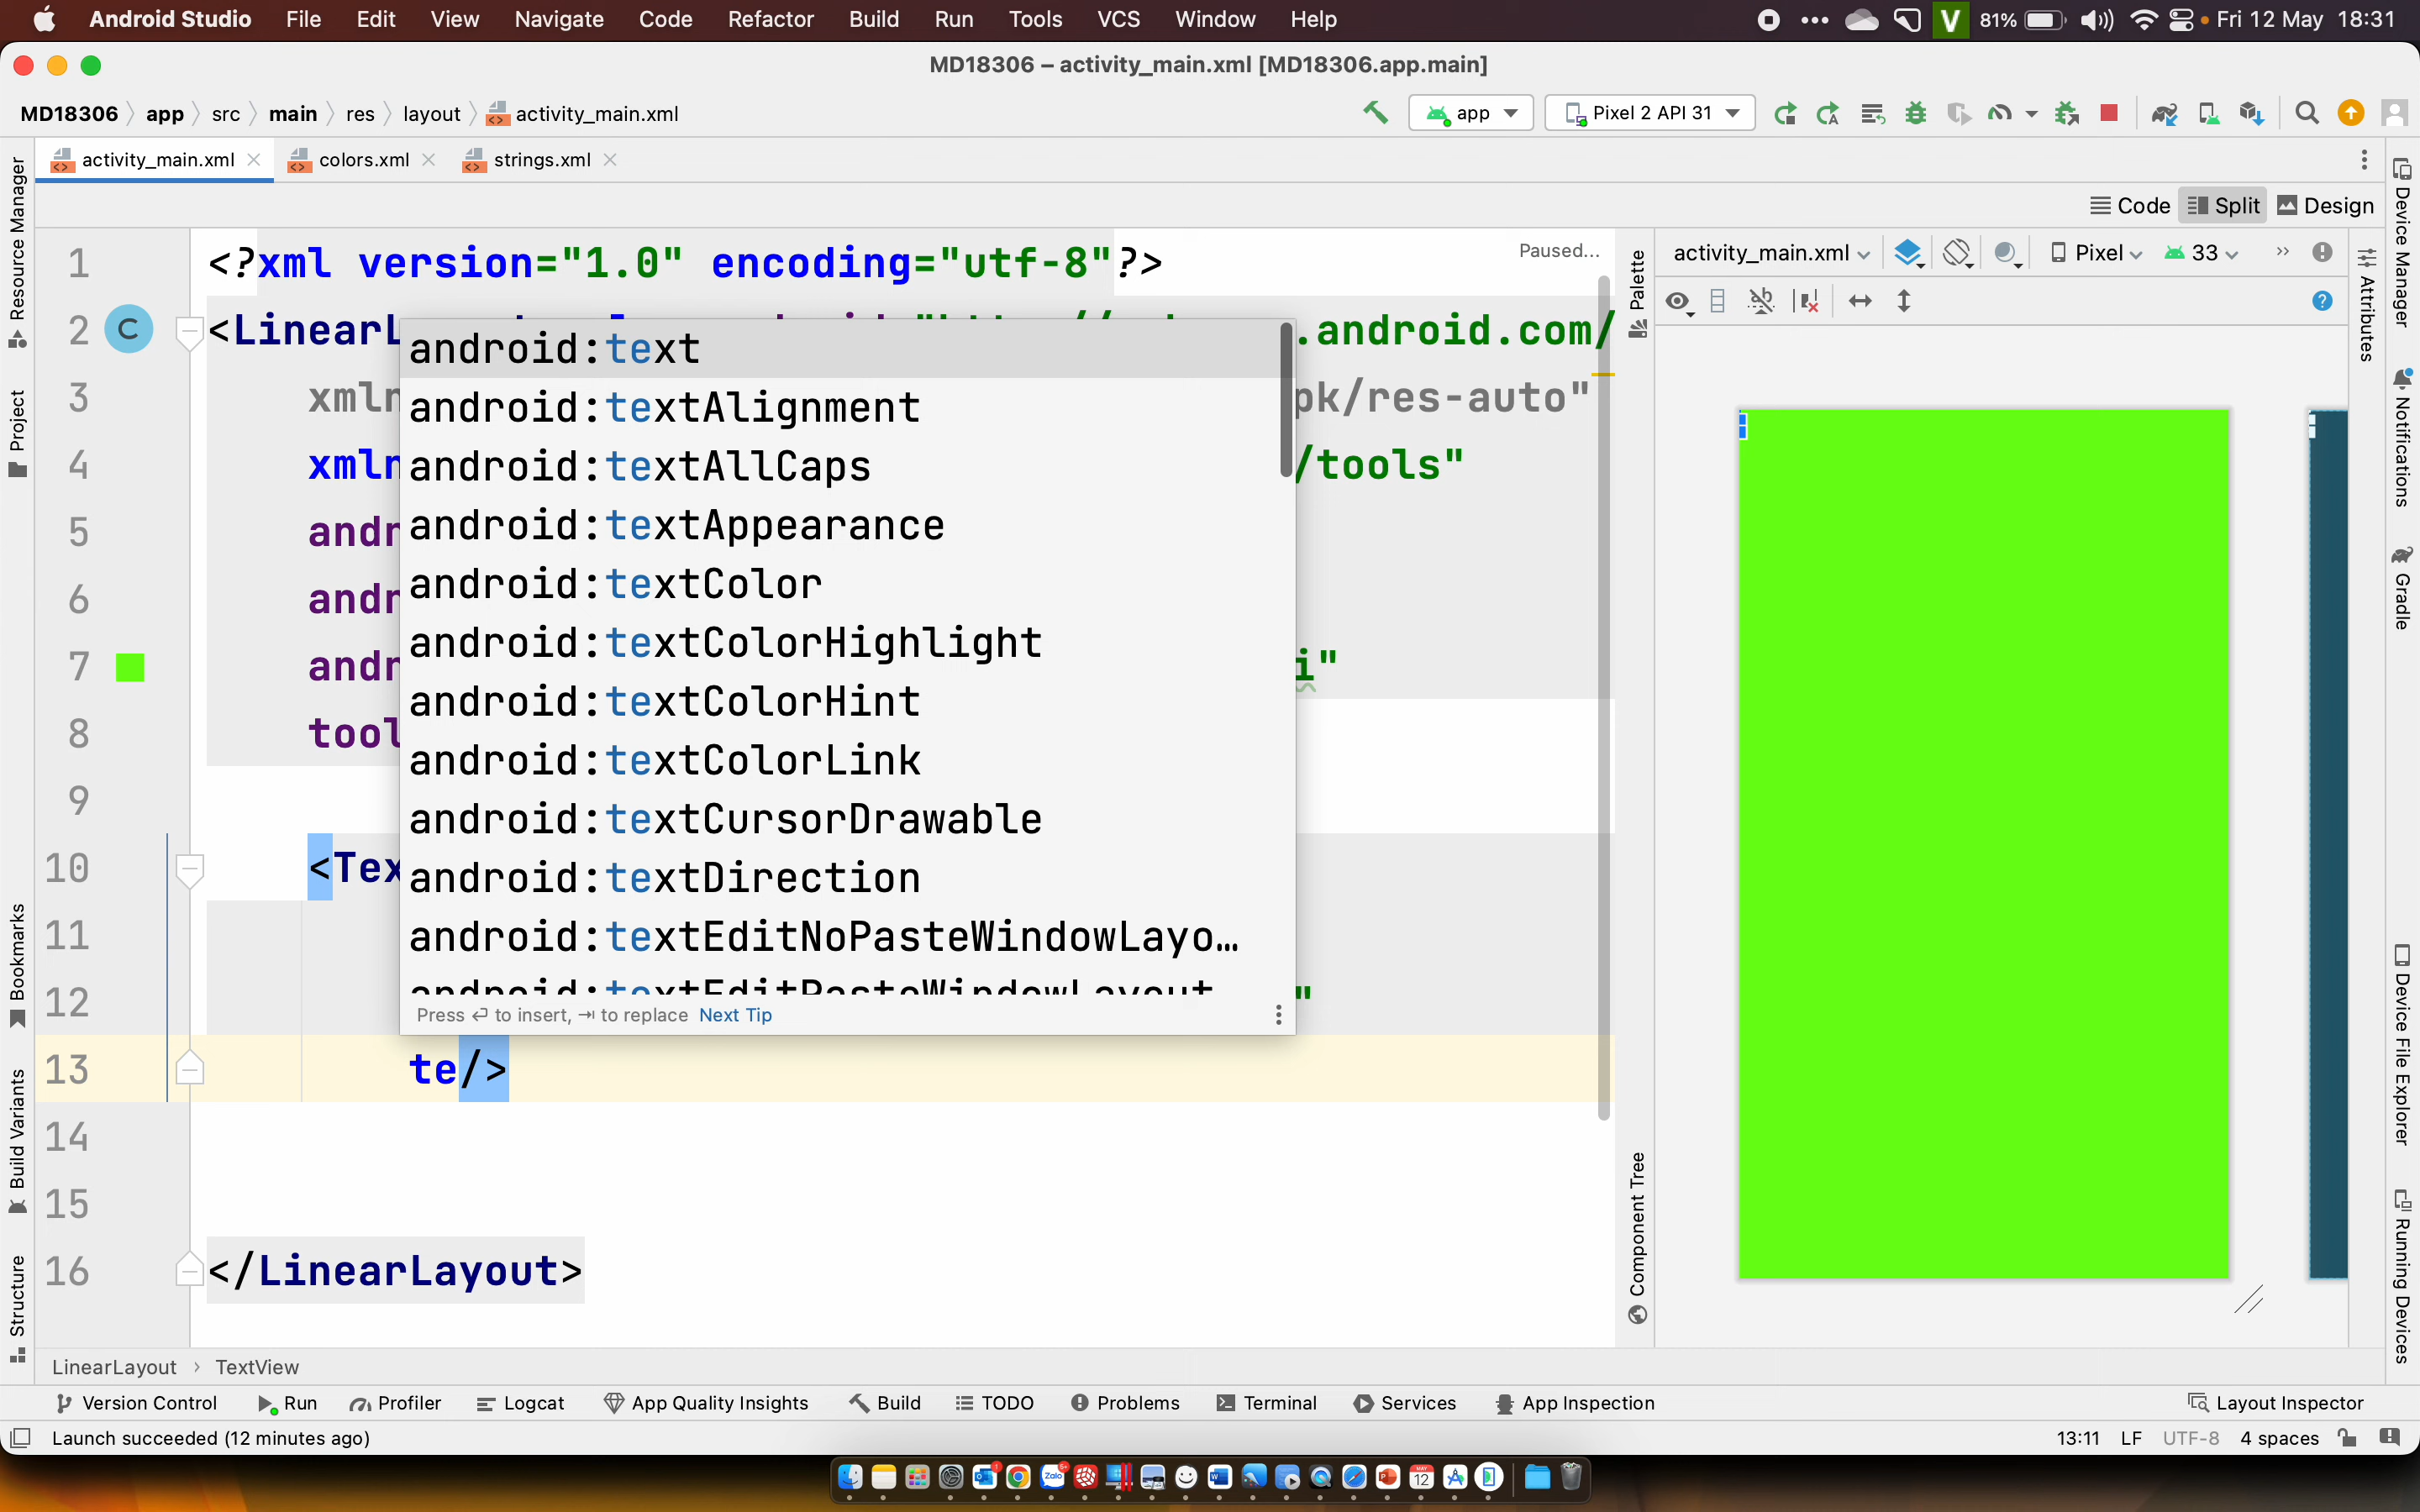 Android Studio File Edit View Navigate Code Refactor Build Run Tools VCS Window Help V 81% Fri 12 May 18:31
MD18306 – activity_main.xml [MD18306.app.main]
MD18306 app src main res layout activity_main.xml app Pixel 2 API 31
activity_main.xml colors.xml strings.xml
Code Split Design
activity_main.xml Pixel 33
Paused...
1 <?xml version="1.0" encoding="utf-8"?>
2 C <LinearL .android.com/
3 xmln pk/res-auto"
4 xmln /tools"
5 andr
6 andr
7 andr i"
8 tool
9
10 <Tex
11
12 "
13 te/>
14
15
16 </LinearLayout>
android:text
android:textAlignment
android:textAllCaps
android:textAppearance
android:textColor
android:textColorHighlight
android:textColorHint
android:textColorLink
android:textCursorDrawable
android:textDirection
android:textEditNoPasteWindowLayo...
android:textEditPasteWindowLayout
Press ↵ to insert, ⇥ to replace Next Tip
Resource Manager
Project
Bookmarks
Build Variants
Structure
Palette
Component Tree
Attributes
Device Manager
Notifications
Gradle
Device File Explorer
Running Devices
LinearLayout › TextView
Version Control Run Profiler Logcat App Quality Insights Build TODO Problems Terminal Services App Inspection Layout Inspector
Launch succeeded (12 minutes ago) 13:11 LF UTF-8 4 spaces
Zalo
12